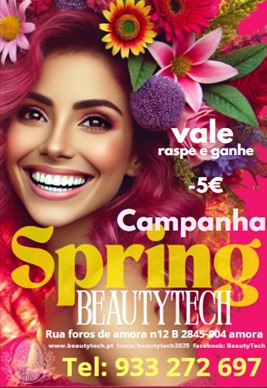 vale
raspe e ganhe
-5€
Campanha
Spring
BEAUTYTECH
Rua foros de amora n12 B 2845-904 amora
www.beautytech.pt Insta: beautytech2025 facebook: BeautyTech
Tel: 933 272 697